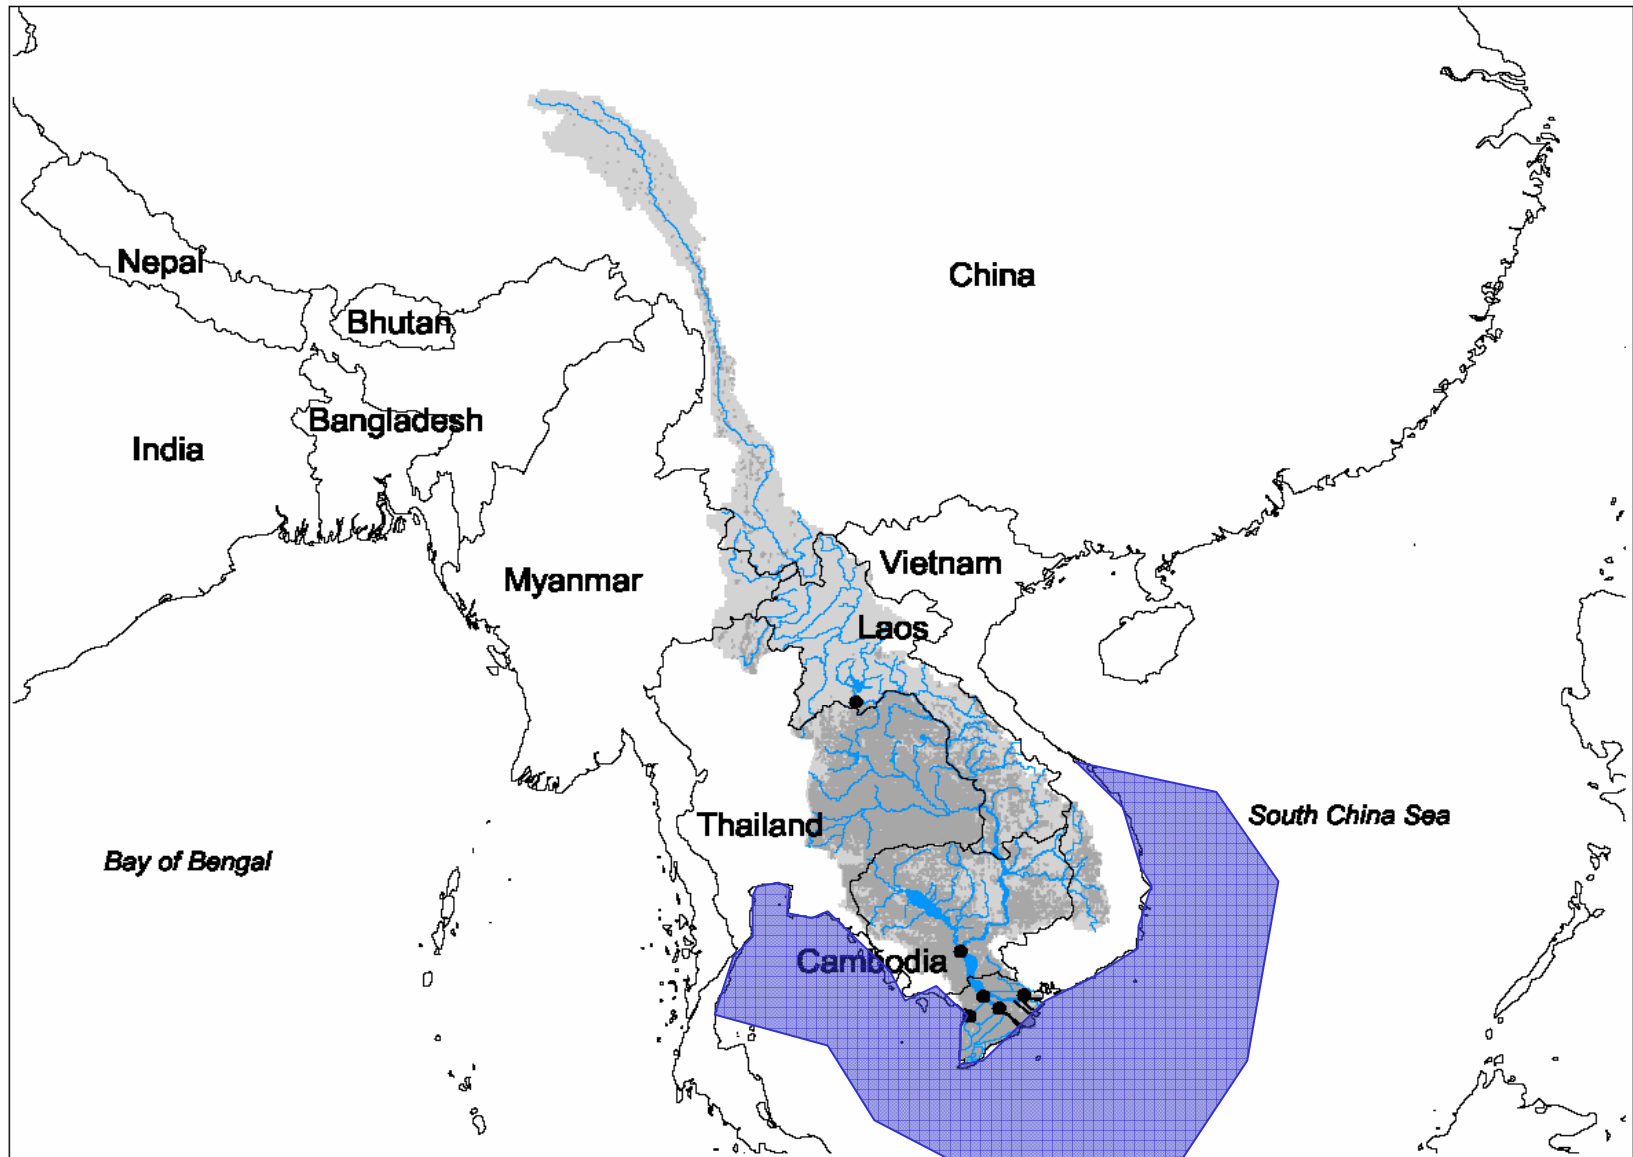 Nepal
China
Bhutan
Bangladesh
India
Vietnam
Myanmar
Laos
South China Sea
Thailand
Bay of Bengal
Cambodia